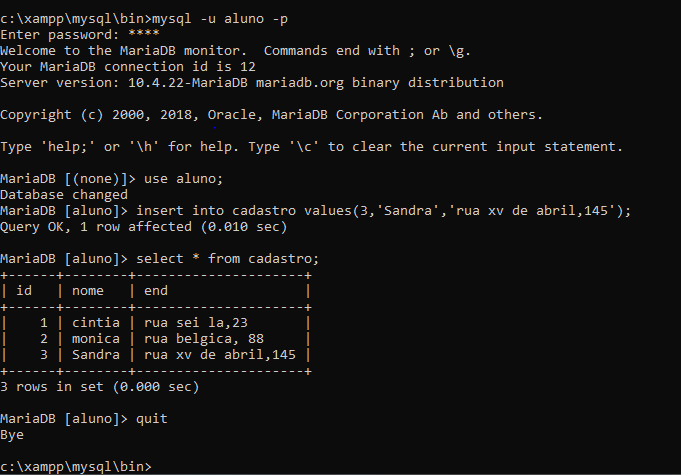 c:\xampp\mysql\bin>mysql -u aluno -p
Enter password: ****
Welcome to the MariaDB monitor.  Commands end with ; or \g.
Your MariaDB connection id is 12
Server version: 10.4.22-MariaDB mariadb.org binary distribution

Copyright (c) 2000, 2018, Oracle, MariaDB Corporation Ab and others.

Type 'help;' or '\h' for help. Type '\c' to clear the current input statement.

MariaDB [(none)]> use aluno;
Database changed
MariaDB [aluno]> insert into cadastro values(3,'Sandra','rua xv de abril,145');
Query OK, 1 row affected (0.010 sec)

MariaDB [aluno]> select * from cadastro;
+------+--------+---------------------+
| id   | nome   | end                 |
+------+--------+---------------------+
|    1 | cintia | rua sei la,23       |
|    2 | monica | rua belgica, 88     |
|    3 | Sandra | rua xv de abril,145 |
+------+--------+---------------------+
3 rows in set (0.000 sec)

MariaDB [aluno]> quit
Bye

c:\xampp\mysql\bin>